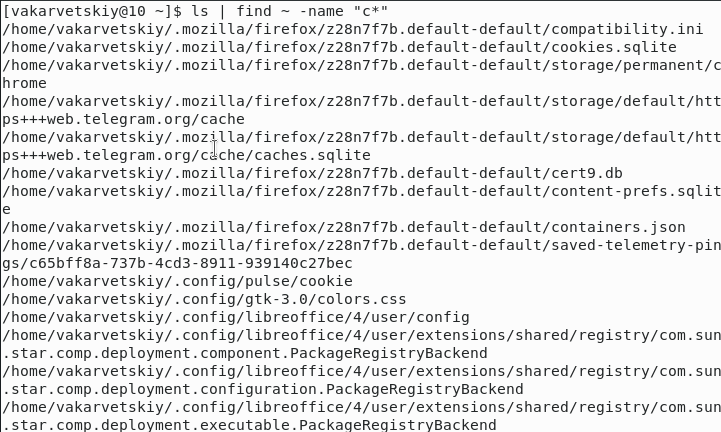 [vakarvetskiy@10 ~]$ ls | find ~ -name "c*"
/home/vakarvetskiy/.mozilla/firefox/z28n7f7b.default-default/compatibility.ini
/home/vakarvetskiy/.mozilla/firefox/z28n7f7b.default-default/cookies.sqlite
/home/vakarvetskiy/.mozilla/firefox/z28n7f7b.default-default/storage/permanent/c
hrome
/home/vakarvetskiy/.mozilla/firefox/z28n7f7b.default-default/storage/default/htt
ps+++web.telegram.org/cache
/home/vakarvetskiy/.mozilla/firefox/z28n7f7b.default-default/storage/default/htt
ps+++web.telegram.org/cache/caches.sqlite
/home/vakarvetskiy/.mozilla/firefox/z28n7f7b.default-default/cert9.db
/home/vakarvetskiy/.mozilla/firefox/z28n7f7b.default-default/content-prefs.sqlit
e
/home/vakarvetskiy/.mozilla/firefox/z28n7f7b.default-default/containers.json
/home/vakarvetskiy/.mozilla/firefox/z28n7f7b.default-default/saved-telemetry-pin
gs/c65bff8a-737b-4cd3-8911-939140c27bec
/home/vakarvetskiy/.config/pulse/cookie
/home/vakarvetskiy/.config/gtk-3.0/colors.css
/home/vakarvetskiy/.config/libreoffice/4/user/config
/home/vakarvetskiy/.config/libreoffice/4/user/extensions/shared/registry/com.sun
.star.comp.deployment.component.PackageRegistryBackend
/home/vakarvetskiy/.config/libreoffice/4/user/extensions/shared/registry/com.sun
.star.comp.deployment.configuration.PackageRegistryBackend
/home/vakarvetskiy/.config/libreoffice/4/user/extensions/shared/registry/com.sun
.star.comp.deployment.executable.PackageRegistryBackend